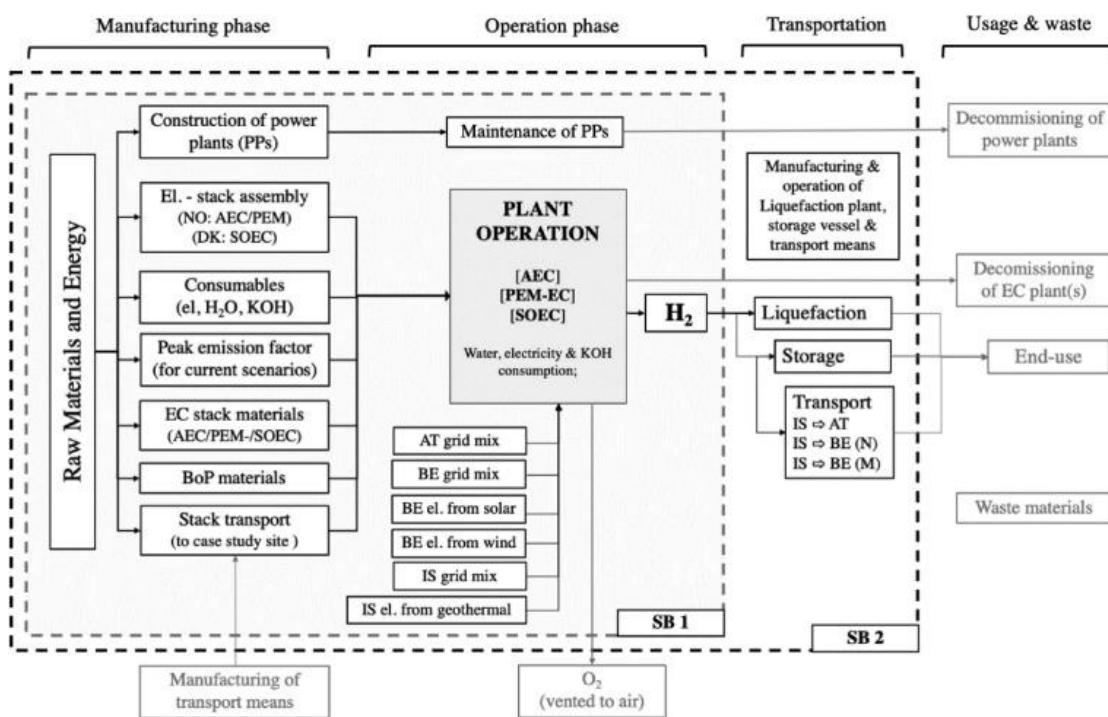 Manufacturing phase
Operation phase
Transportation
Usage & waste
Raw Materials and Energy
Construction of power
plants (PPs)
El. - stack assembly
(NO: AEC/PEM)
(DK: SOEC)
Consumables
(el, H₂O, KOH)
Peak emission factor
(for current scenarios)
EC stack materials
(AEC/PEM-/SOEC)
BoP materials
Stack transport
(to case study site )
Manufacturing of
transport means
Maintenance of PPs
PLANT
OPERATION
[AEC]
[PEM-EC]
[SOEC]
Water, electricity & KOH
consumption;
AT grid mix
BE grid mix
BE el. from solar
BE el. from wind
IS grid mix
IS el. from geothermal
H₂
SB 1
O₂
(vented to air)
Manufacturing &
operation of
Liquefaction plant,
storage vessel &
transport means
Liquefaction
Storage
Transport
IS ⇨ AT
IS ⇨ BE (N)
IS ⇨ BE (M)
SB 2
Decommisioning of
power plants
Decomissioning
of EC plant(s)
End-use
Waste materials